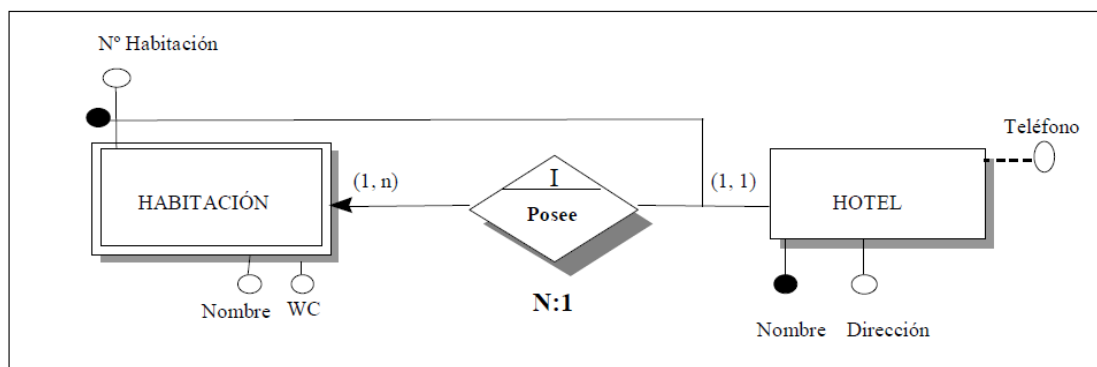 Nº Habitación
Teléfono
HABITACIÓN
(1, n)
I
Posee
(1, 1)
HOTEL
Nombre
WC
N:1
Nombre
Dirección